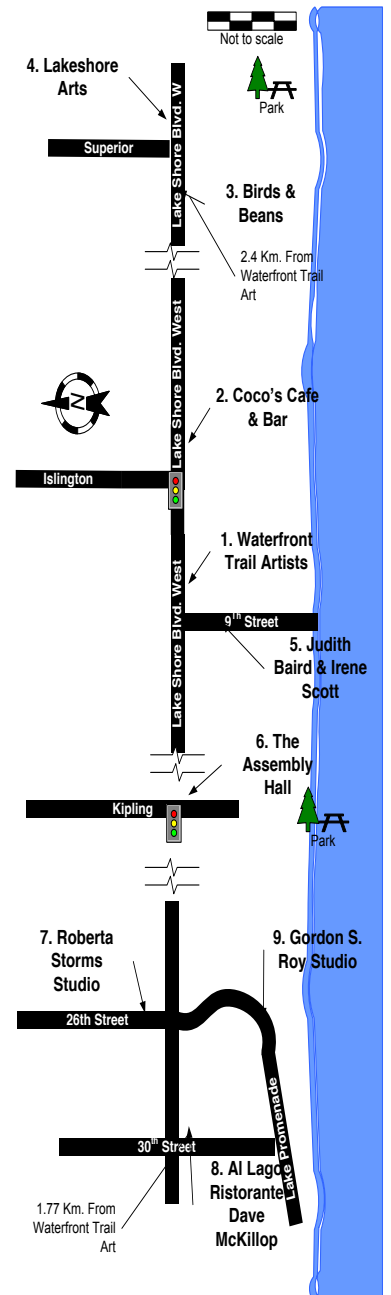 Not to scale
4. Lakeshore
Arts
Park
Lake Shore Blvd. W
Superior
3. Birds &
Beans
2.4 Km. From
Waterfront Trail
Art
Lake Shore Blvd. West
N
2. Coco's Cafe
& Bar
Islington
1. Waterfront
Trail Artists
Lake Shore Blvd. West
9Th Street
5. Judith
Baird & Irene
Scott
6. The
Assembly
Hall
Kipling
Park
7. Roberta
Storms
Studio
9. Gordon S.
Roy Studio
26th Street
Lake Promenade
30th Street
8. Al Lago
Ristorante
Dave
McKillop
1.77 Km. From
Waterfront Trail
Art